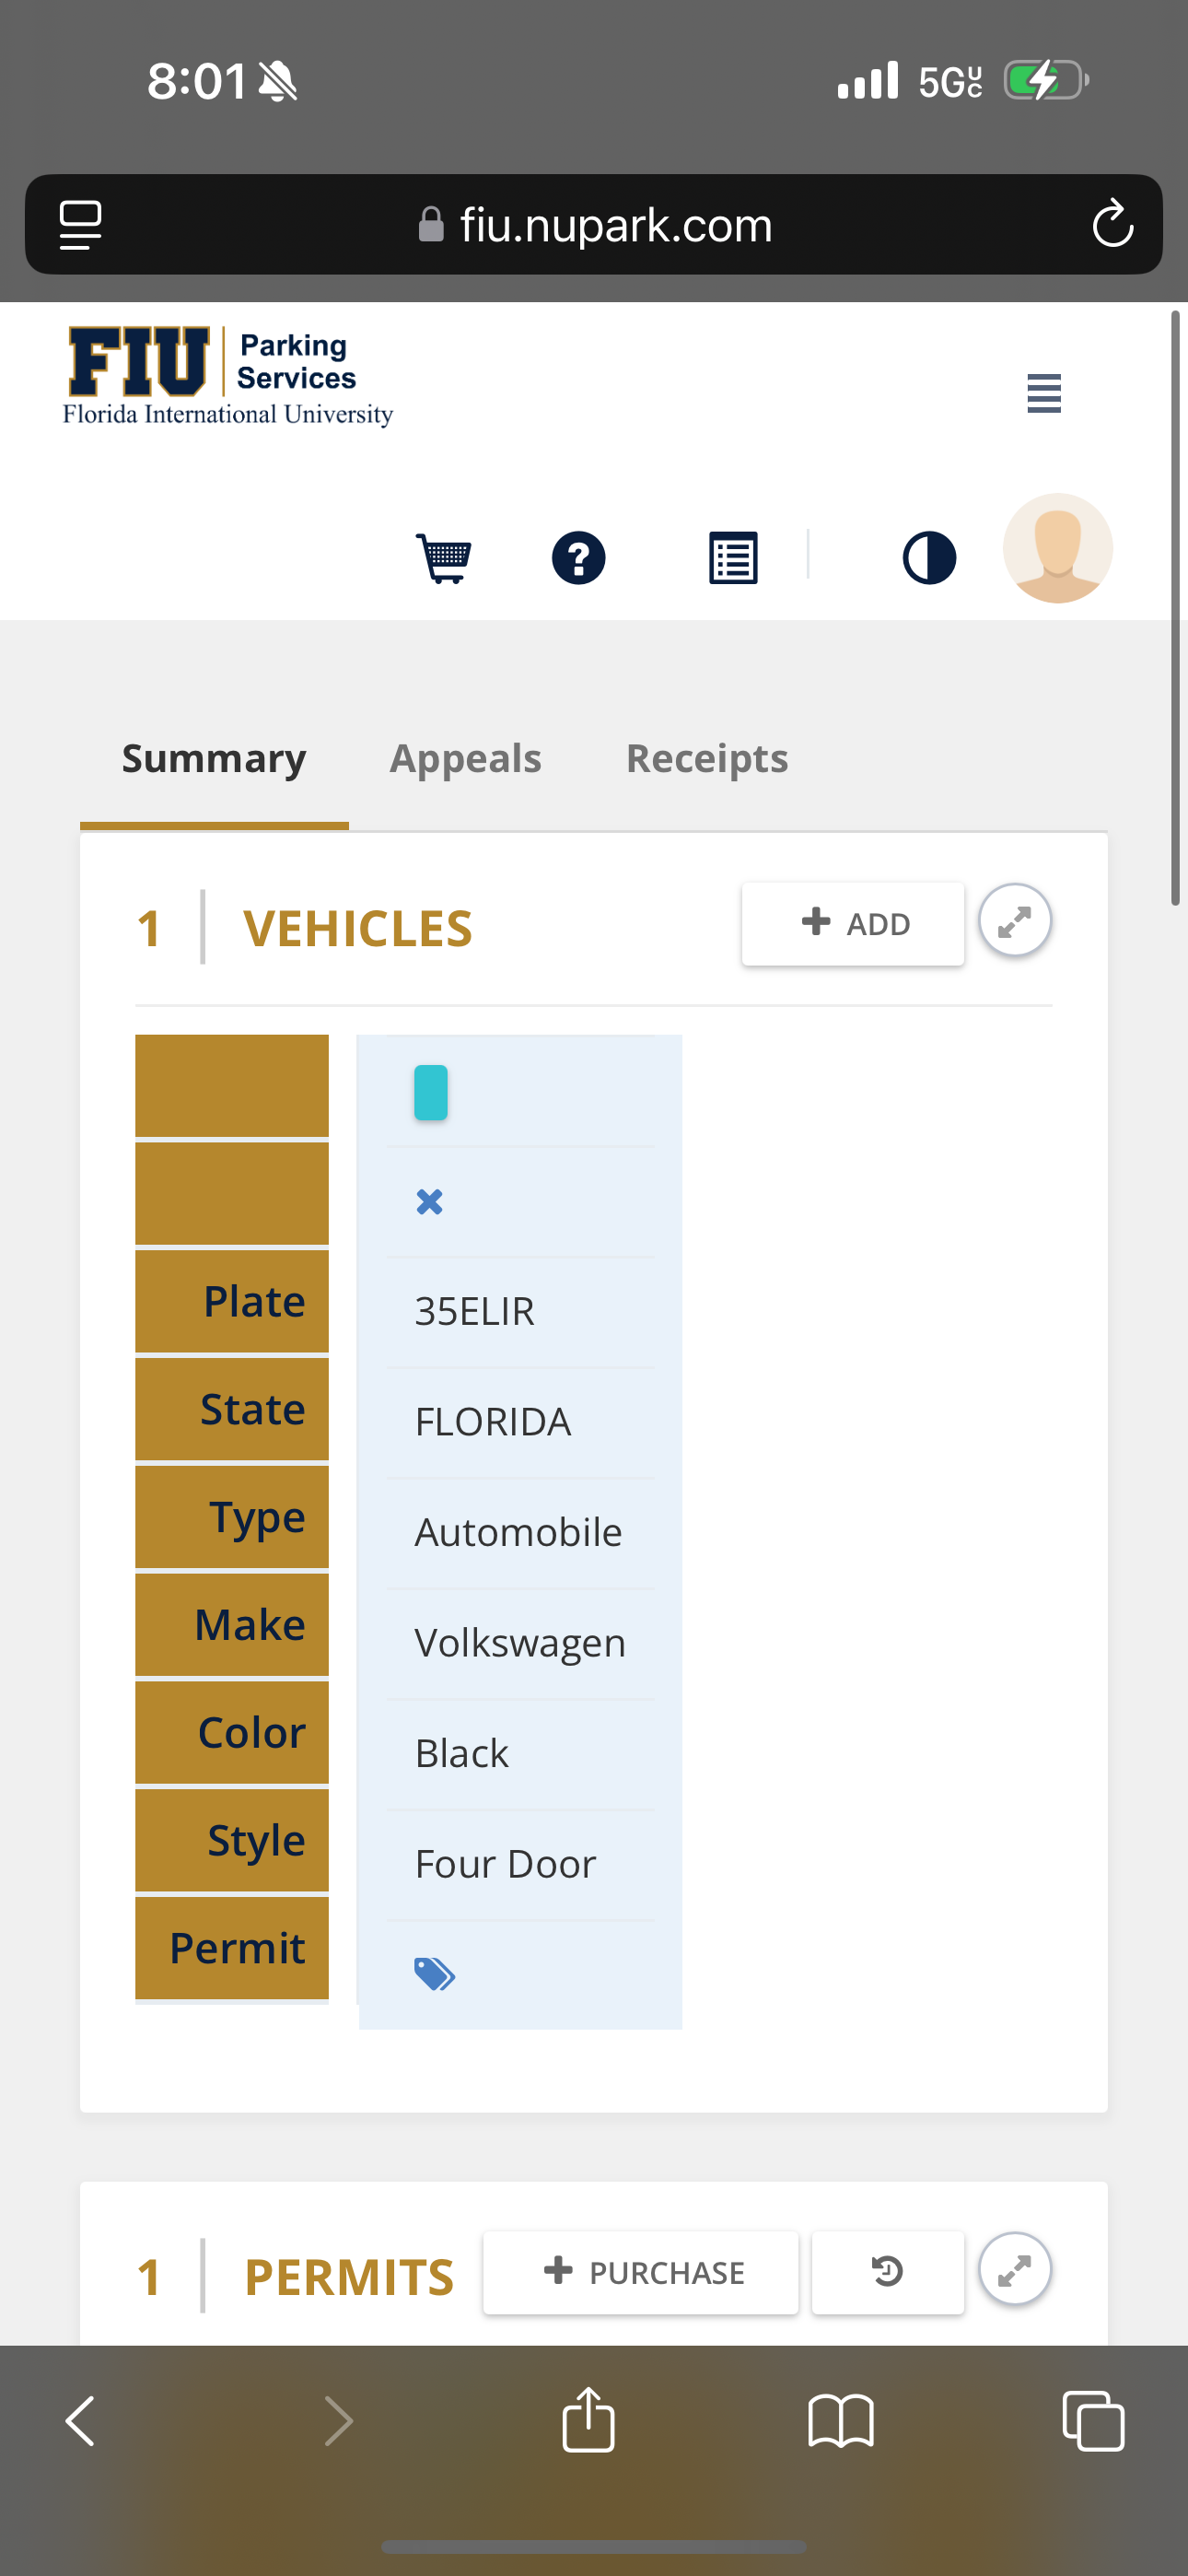 8:01
5G UC
fiu.nupark.com
FIU Parking Services
Florida International University
Summary Appeals Receipts
1 VEHICLES + ADD
Plate 35ELIR
State FLORIDA
Type Automobile
Make Volkswagen
Color Black
Style Four Door
Permit
1 PERMITS + PURCHASE